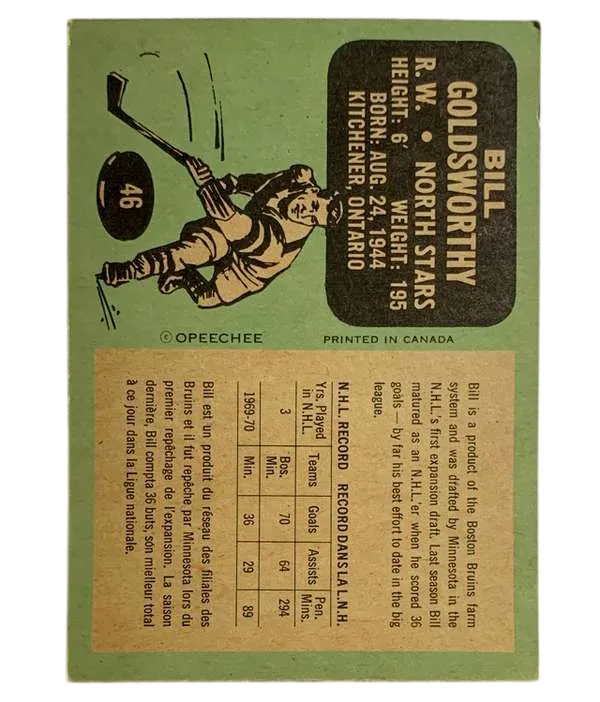 BILL
GOLDSWORTHY
R. W. • NORTH STARS
HEIGHT: 6' WEIGHT: 195
BORN: AUG. 24, 1944
KITCHENER, ONTARIO
46
© OPEECHEE
PRINTED IN CANADA
Bill is a product of the Boston Bruins farm
system and was drafted by Minnesota in the
N.H.L.'s first expansion draft. Last season Bill
matured as an N.H.L.'er when he scored 36
goals — by far his best effort to date in the big
league.
N.H.L. RECORD RECORD DANS LA L.N.H.
Yrs. Played in N.H.L. Teams Goals Assists Pen. Mins.
3 Bos. Min. 70 64 294
1969-70 Min. 36 29 89
Bill est un produit du réseau des filiales des
Bruins et il fut repêche par Minnesota lors du
premier repêchage de l'expansion. La saison
dernière, Bill compta 36 buts, son mielleur total
à ce jour dans la Ligue nationale.